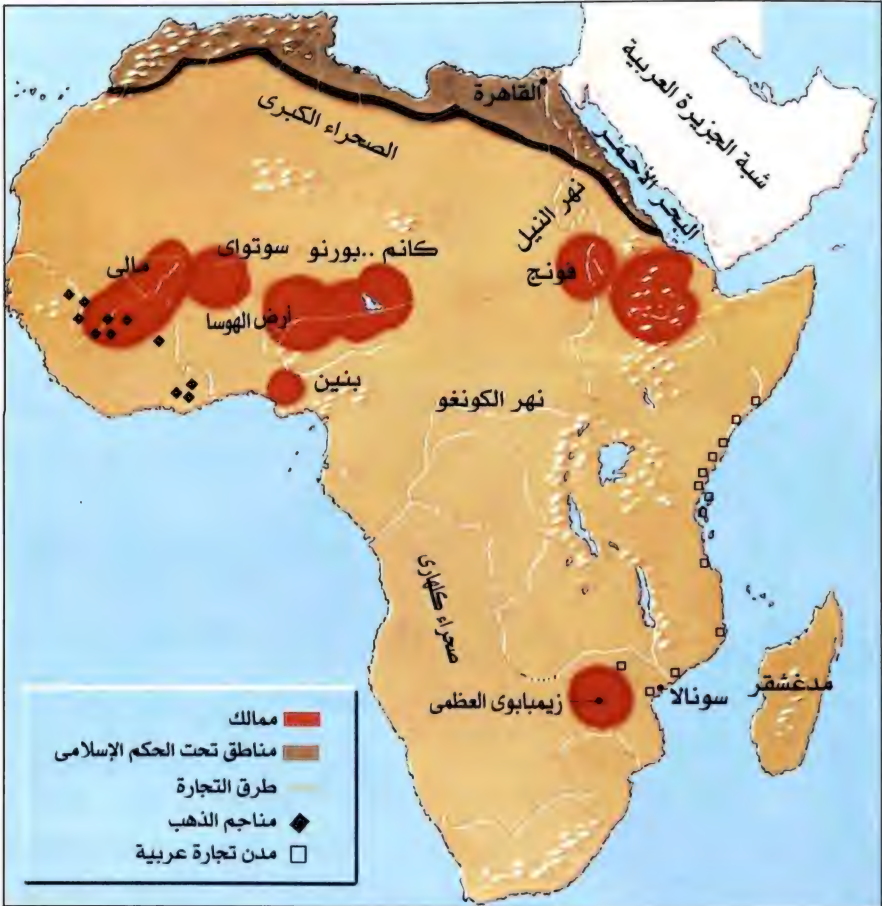 شبة الجزيرة العربية
القاهرة
البحر الأحمر
الصحراء الكبرى
نهر النيل
كانم ..بورنو
سوتواى
مالى
فونج
أرض الهوسا
بنين
نهر الكونغو
صحراء كلهارى
مدغشقر
سونالا
زيمبابوى العظمى
ممالك
مناطق تحت الحكم الإسلامى
طرق التجارة
مناجم الذهب
مدن تجارة عربية